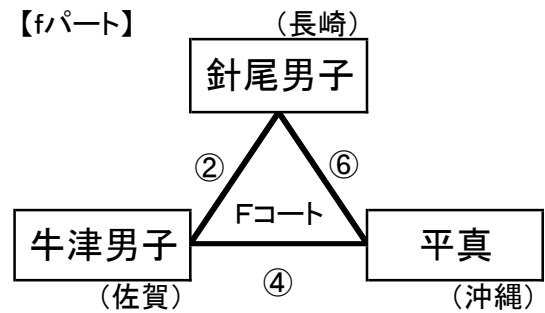 【fパート】
（長崎）
針尾男子
②
⑥
Fコート
牛津男子
平真
④
（佐賀）
（沖縄）